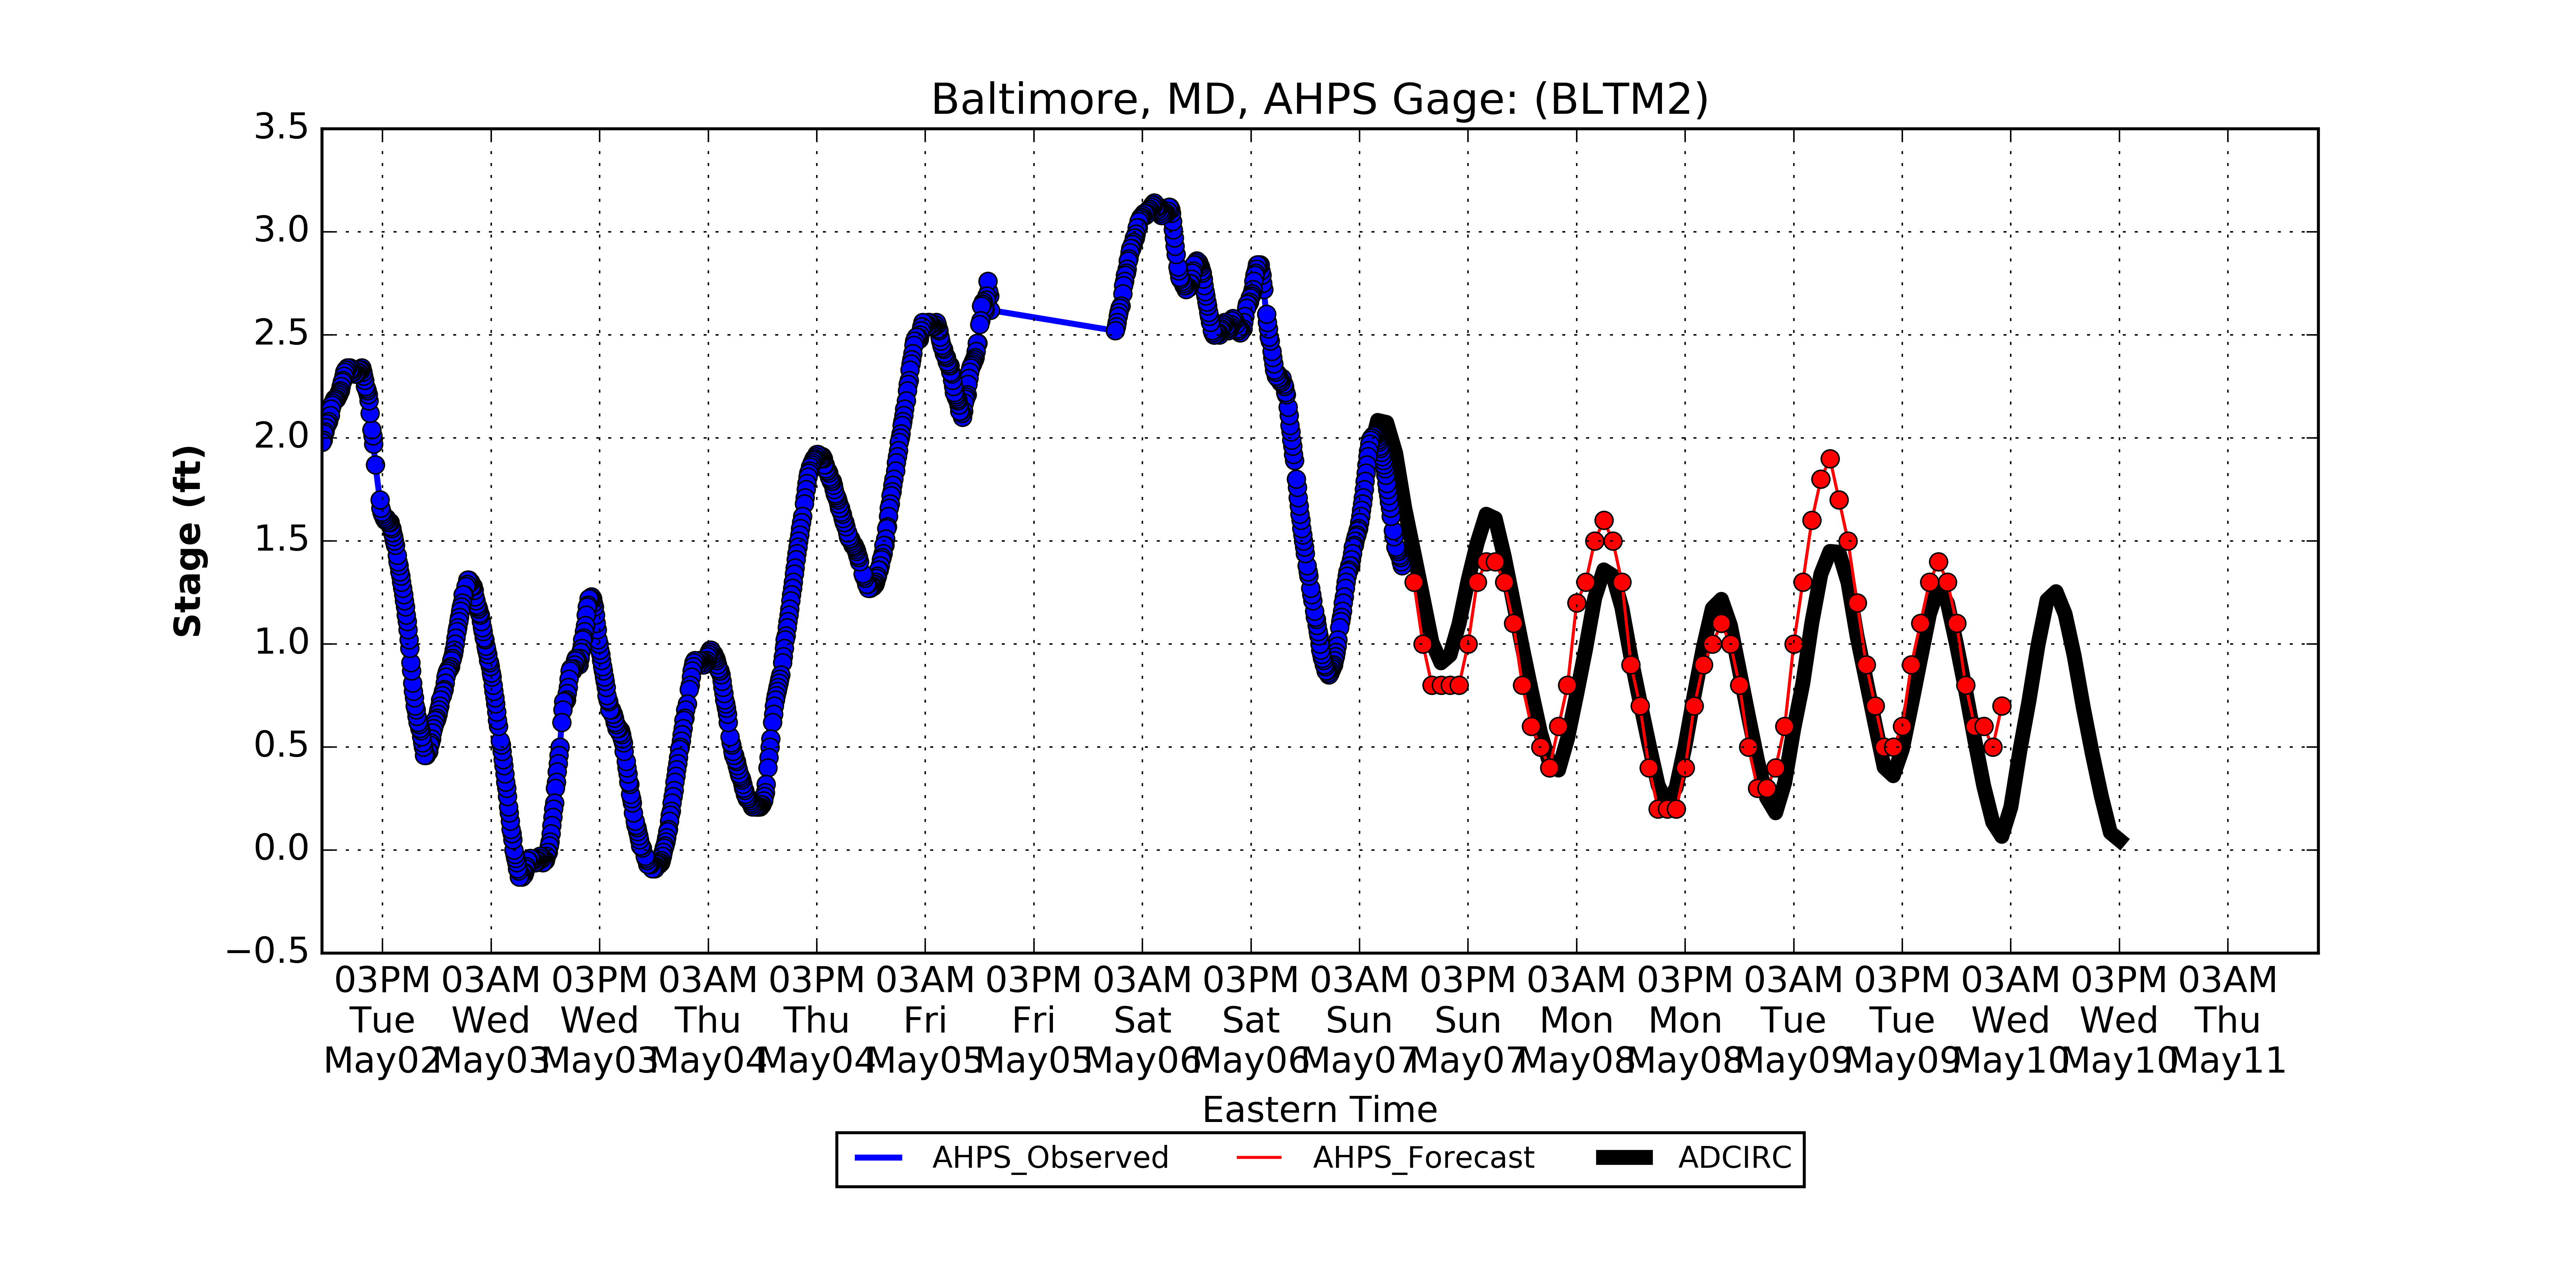 Baltimore, MD, AHPS Gage: (BLTM2)
3.5
3.0
2.5
2.0
1.5
1.0
0.5
0.0
−0.5
Stage (ft)
03PM 03AM 03PM 03AM 03PM 03AM 03PM 03AM 03PM 03AM 03PM 03AM 03PM 03AM 03PM 03AM 03PM 03AM
Tue Wed Wed Thu Thu Fri Fri Sat Sat Sun Sun Mon Mon Tue Tue Wed Wed Thu
May02 May03 May03 May04 May04 May05 May05 May06 May06 May07 May07 May08 May08 May09 May09 May10 May10 May11
Eastern Time
AHPS_Observed AHPS_Forecast ADCIRC